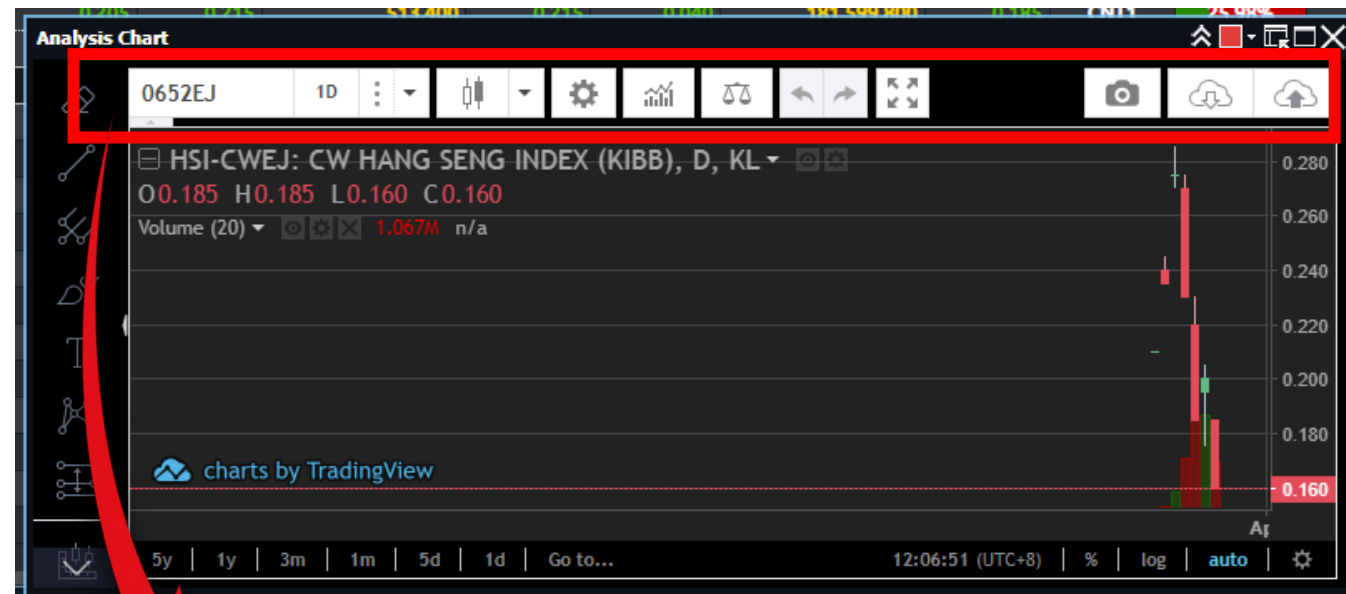 Analysis Chart
0652EJ 1D
HSI-CWEJ: CW HANG SENG INDEX (KIBB), D, KL
O0.185 H0.185 L0.160 C0.160
Volume (20) 1.067M n/a
0.280
0.260
0.240
0.220
0.200
0.180
0.160
charts by TradingView
5y 1y 3m 1m 5d 1d Go to... 12:06:51 (UTC+8) % log auto